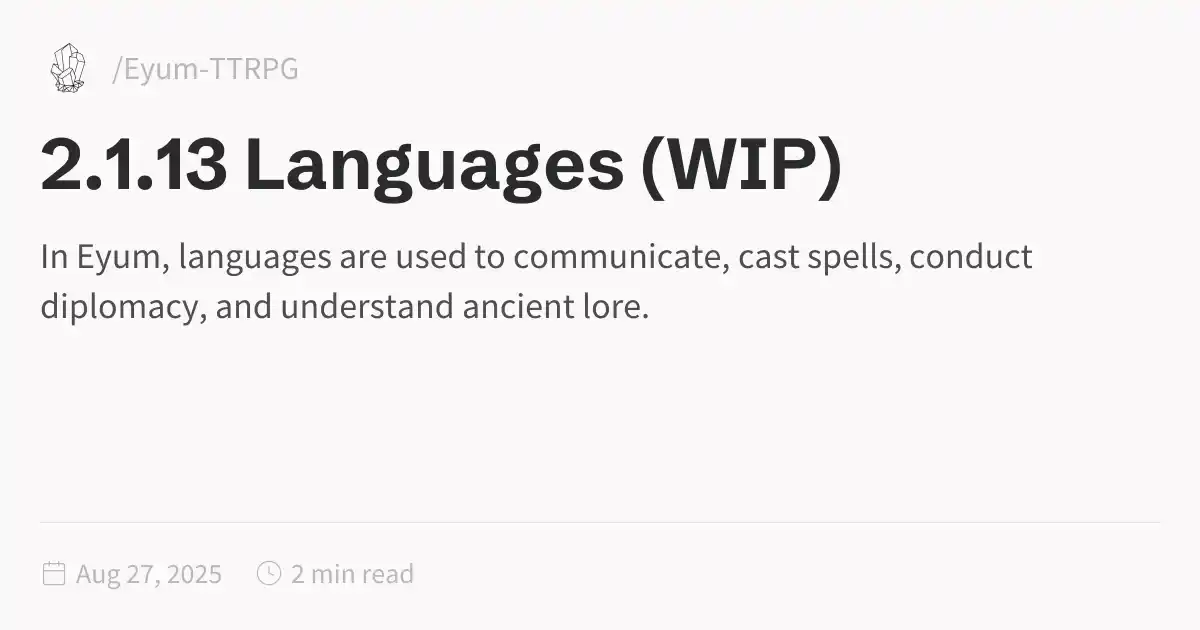 /Eyum-TTRPG
2.1.13 Languages (WIP)
In Eyum, languages are used to communicate, cast spells, conduct
diplomacy, and understand ancient lore.
Aug 27, 2025 2 min read